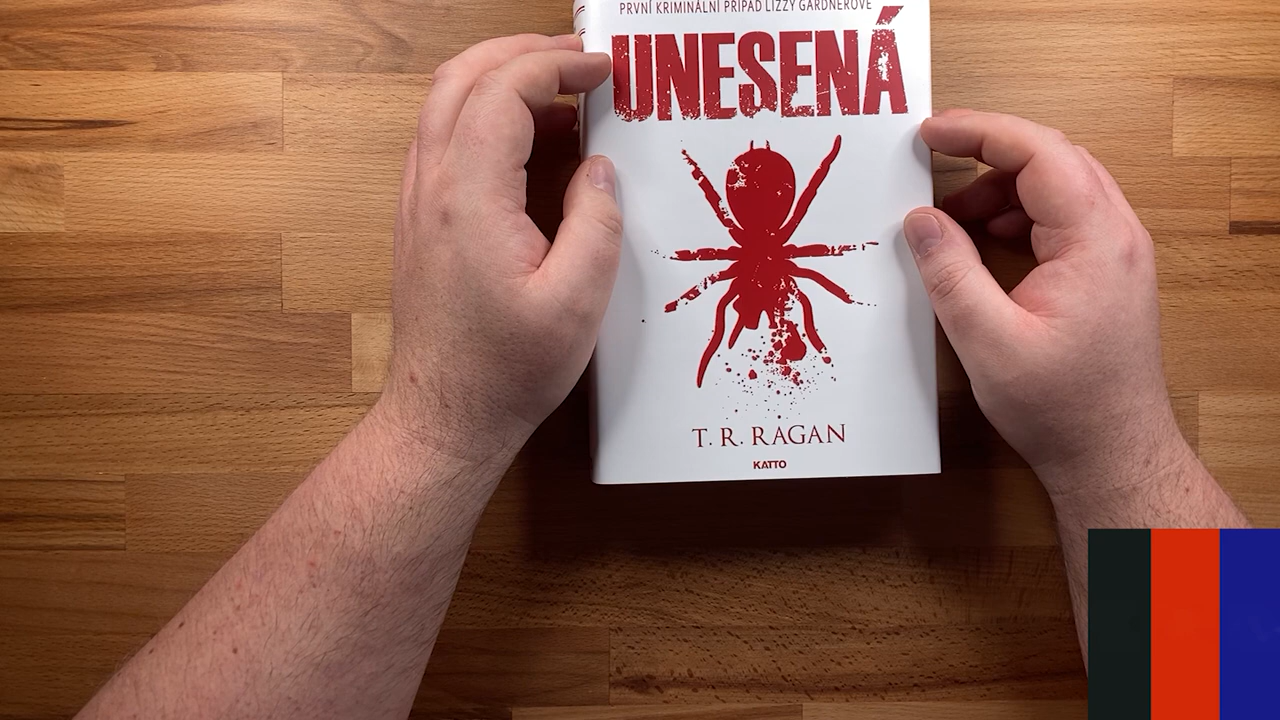 PRVNÍ KRIMINÁLNÍ PŘÍPAD LIZZY GARDNEROVÉ
UNESENÁ
T. R. RAGAN
KATTO